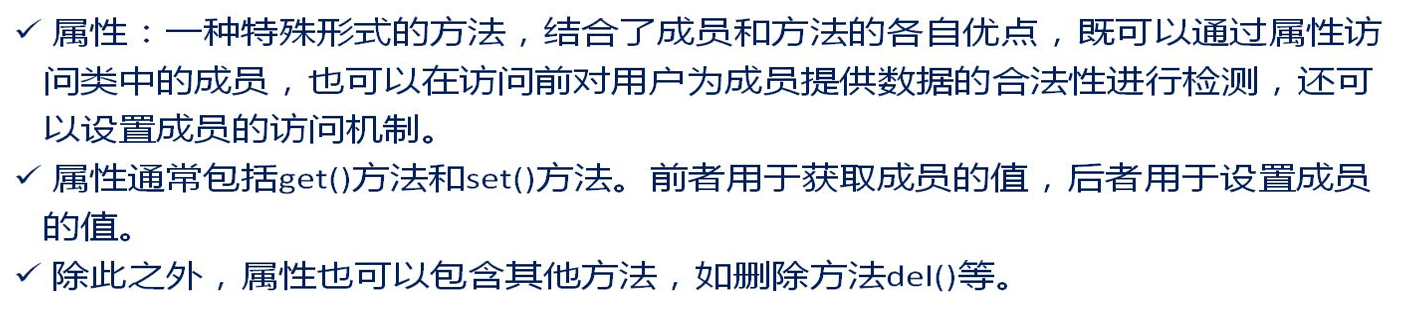 ✓ 属性：一种特殊形式的方法，结合了成员和方法的各自优点，既可以通过属性访
问类中的成员，也可以在访问前对用户为成员提供数据的合法性进行检测，还可
以设置成员的访问机制。
✓ 属性通常包括get()方法和set()方法。前者用于获取成员的值，后者用于设置成员
的值。
✓ 除此之外，属性也可以包含其他方法，如删除方法del()等。